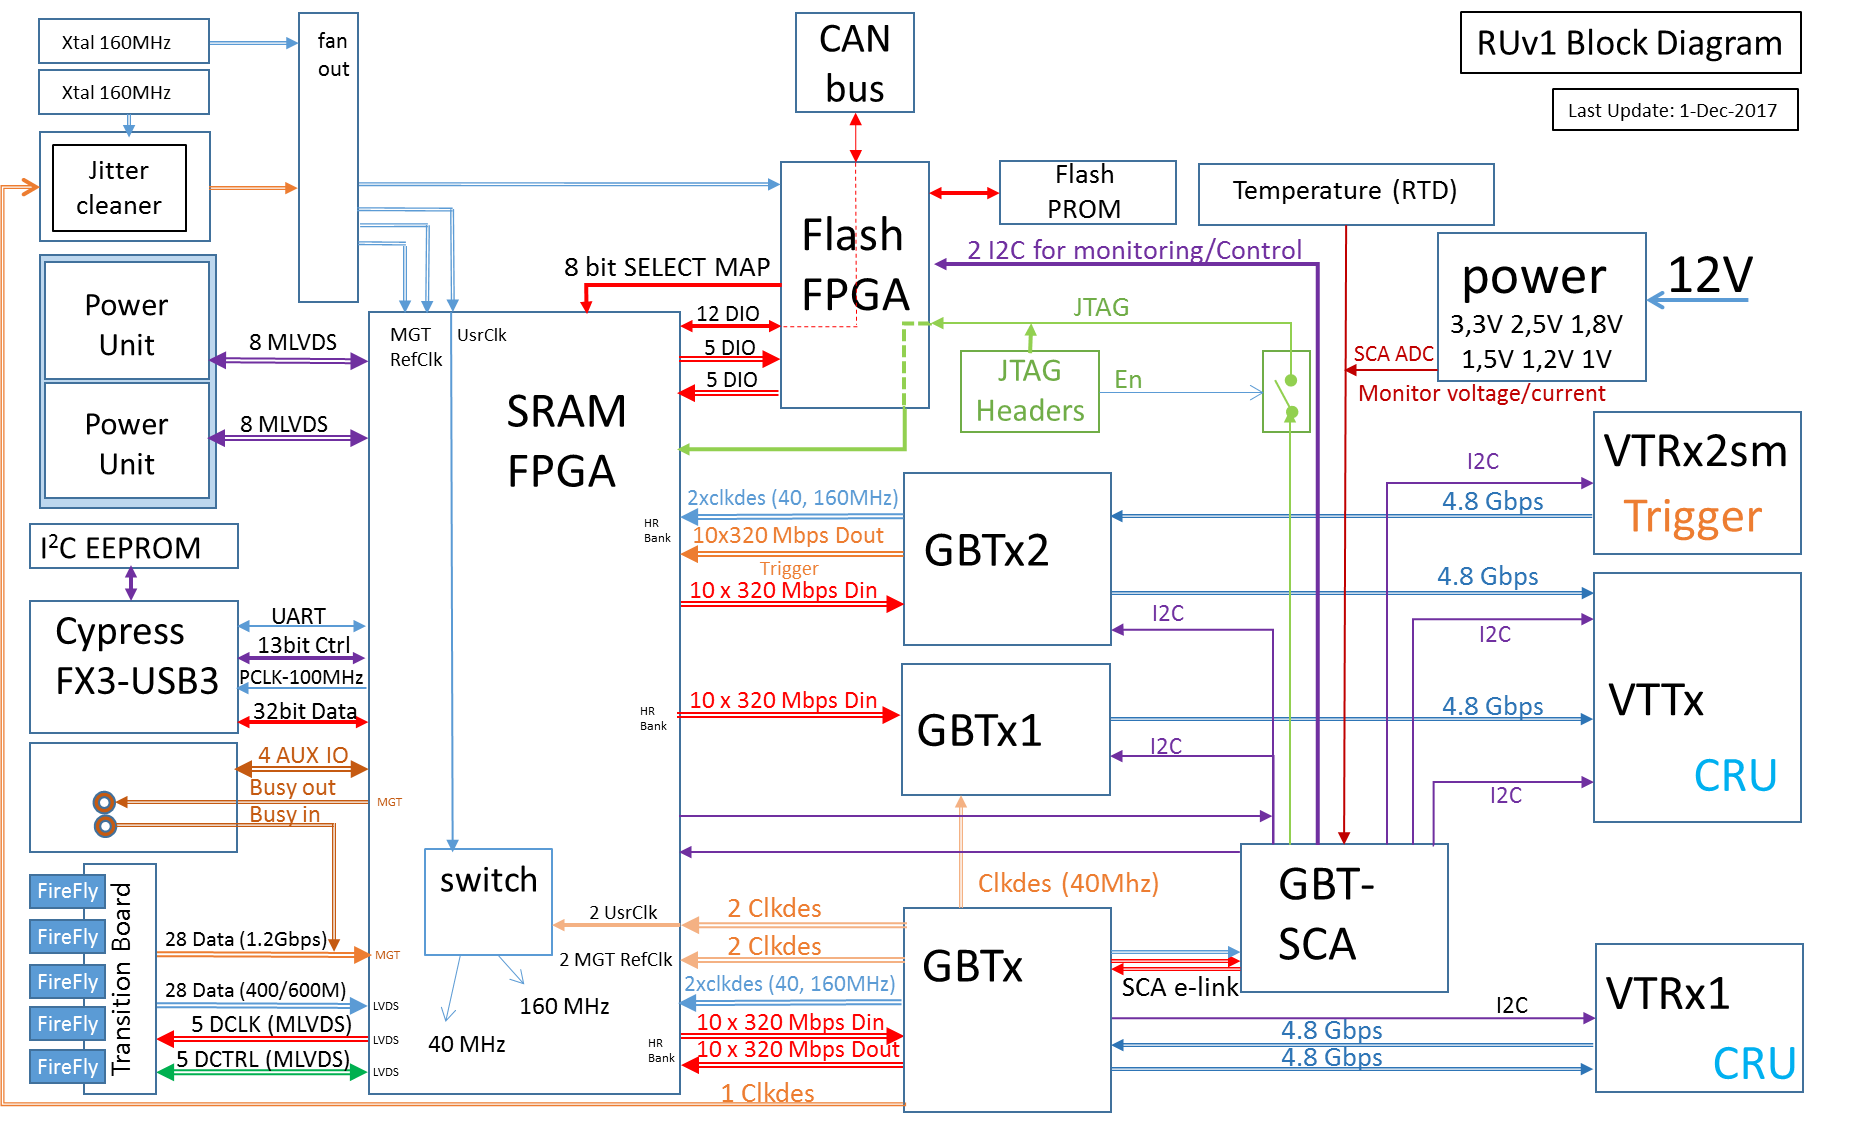 RUv1 Block Diagram
Last Update: 1-Dec-2017
Xtal 160MHz
Xtal 160MHz
fan
out
Jitter
cleaner
CAN
bus
Flash
FPGA
Flash
PROM
Temperature (RTD)
2 I2C for monitoring/Control
power
3,3V 2,5V 1,8V
1,5V 1,2V 1V
12V
SCA ADC
Monitor voltage/current
8 bit SELECT MAP
12 DIO
5 DIO
5 DIO
JTAG
JTAG
Headers
En
Power
Unit
Power
Unit
8 MLVDS
8 MLVDS
MGT
RefClk
UsrClk
SRAM
FPGA
I2C EEPROM
Cypress
FX3-USB3
UART
13bit Ctrl
PCLK-100MHz
32bit Data
4 AUX IO
Busy out
Busy in
MGT
FireFly
FireFly
FireFly
FireFly
FireFly
Transition Board
28 Data (1.2Gbps)
MGT
28 Data (400/600M)
LVDS
5 DCLK (MLVDS)
LVDS
5 DCTRL (MLVDS)
LVDS
switch
40 MHz
160 MHz
2 UsrClk
2 MGT RefClk
HR
Bank
2xclkdes (40, 160MHz)
10x320 Mbps Dout
Trigger
10 x 320 Mbps Din
GBTx2
I2C
4.8 Gbps
VTRx2sm
Trigger
I2C
4.8 Gbps
HR
Bank
10 x 320 Mbps Din
GBTx1
I2C
4.8 Gbps
I2C
I2C
VTTx
CRU
Clkdes (40Mhz)
2 Clkdes
2 Clkdes
2xclkdes (40, 160MHz)
HR
Bank
10 x 320 Mbps Din
10 x 320 Mbps Dout
1 Clkdes
GBTx
SCA e-link
GBT-
SCA
I2C
4.8 Gbps
4.8 Gbps
VTRx1
CRU